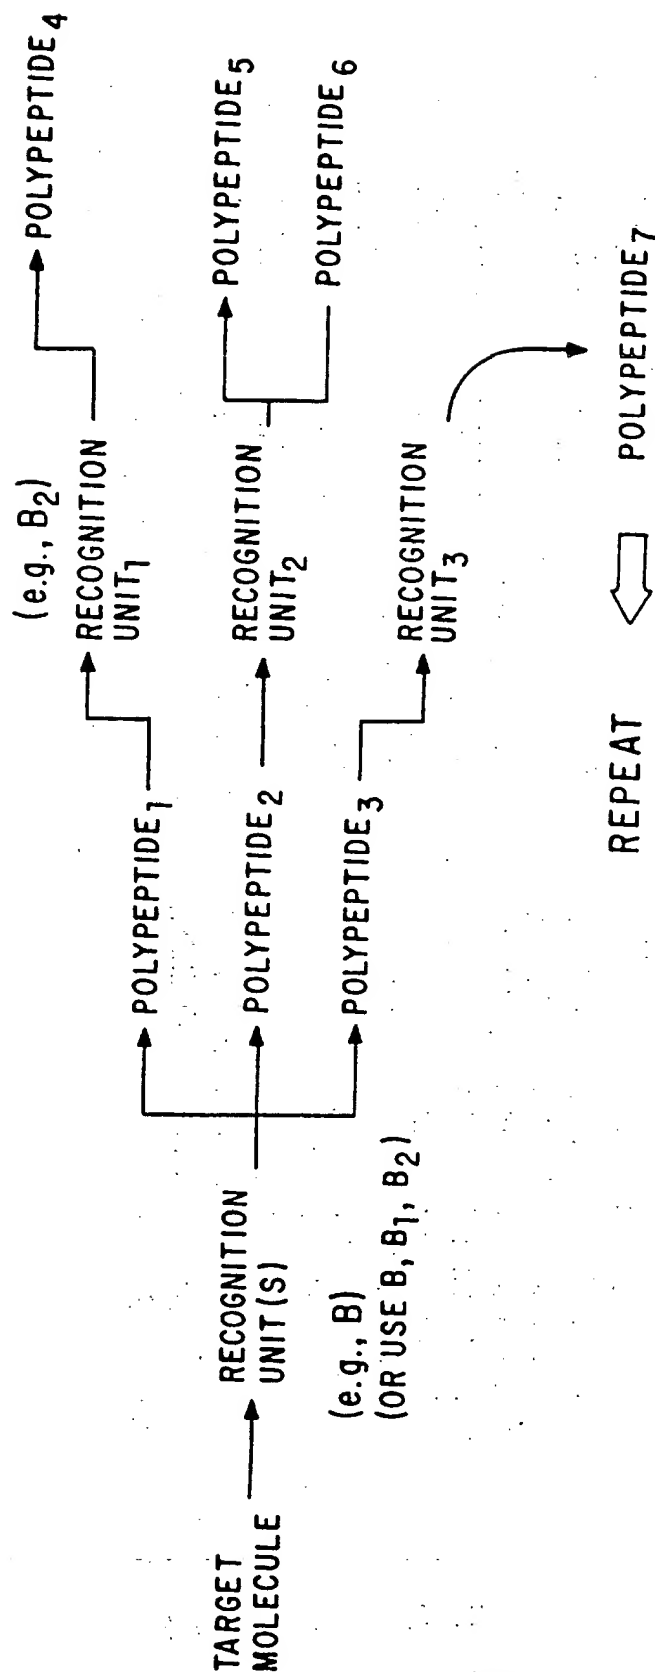 TARGET
MOLECULE
RECOGNITION
UNIT(S)
(e.g., B)
(OR USE B, B₁, B₂)
POLYPEPTIDE₁
POLYPEPTIDE₂
POLYPEPTIDE₃
(e.g., B₂)
RECOGNITION
UNIT₁
RECOGNITION
UNIT₂
RECOGNITION
UNIT₃
POLYPEPTIDE₄
POLYPEPTIDE₅
POLYPEPTIDE₆
POLYPEPTIDE₇
REPEAT